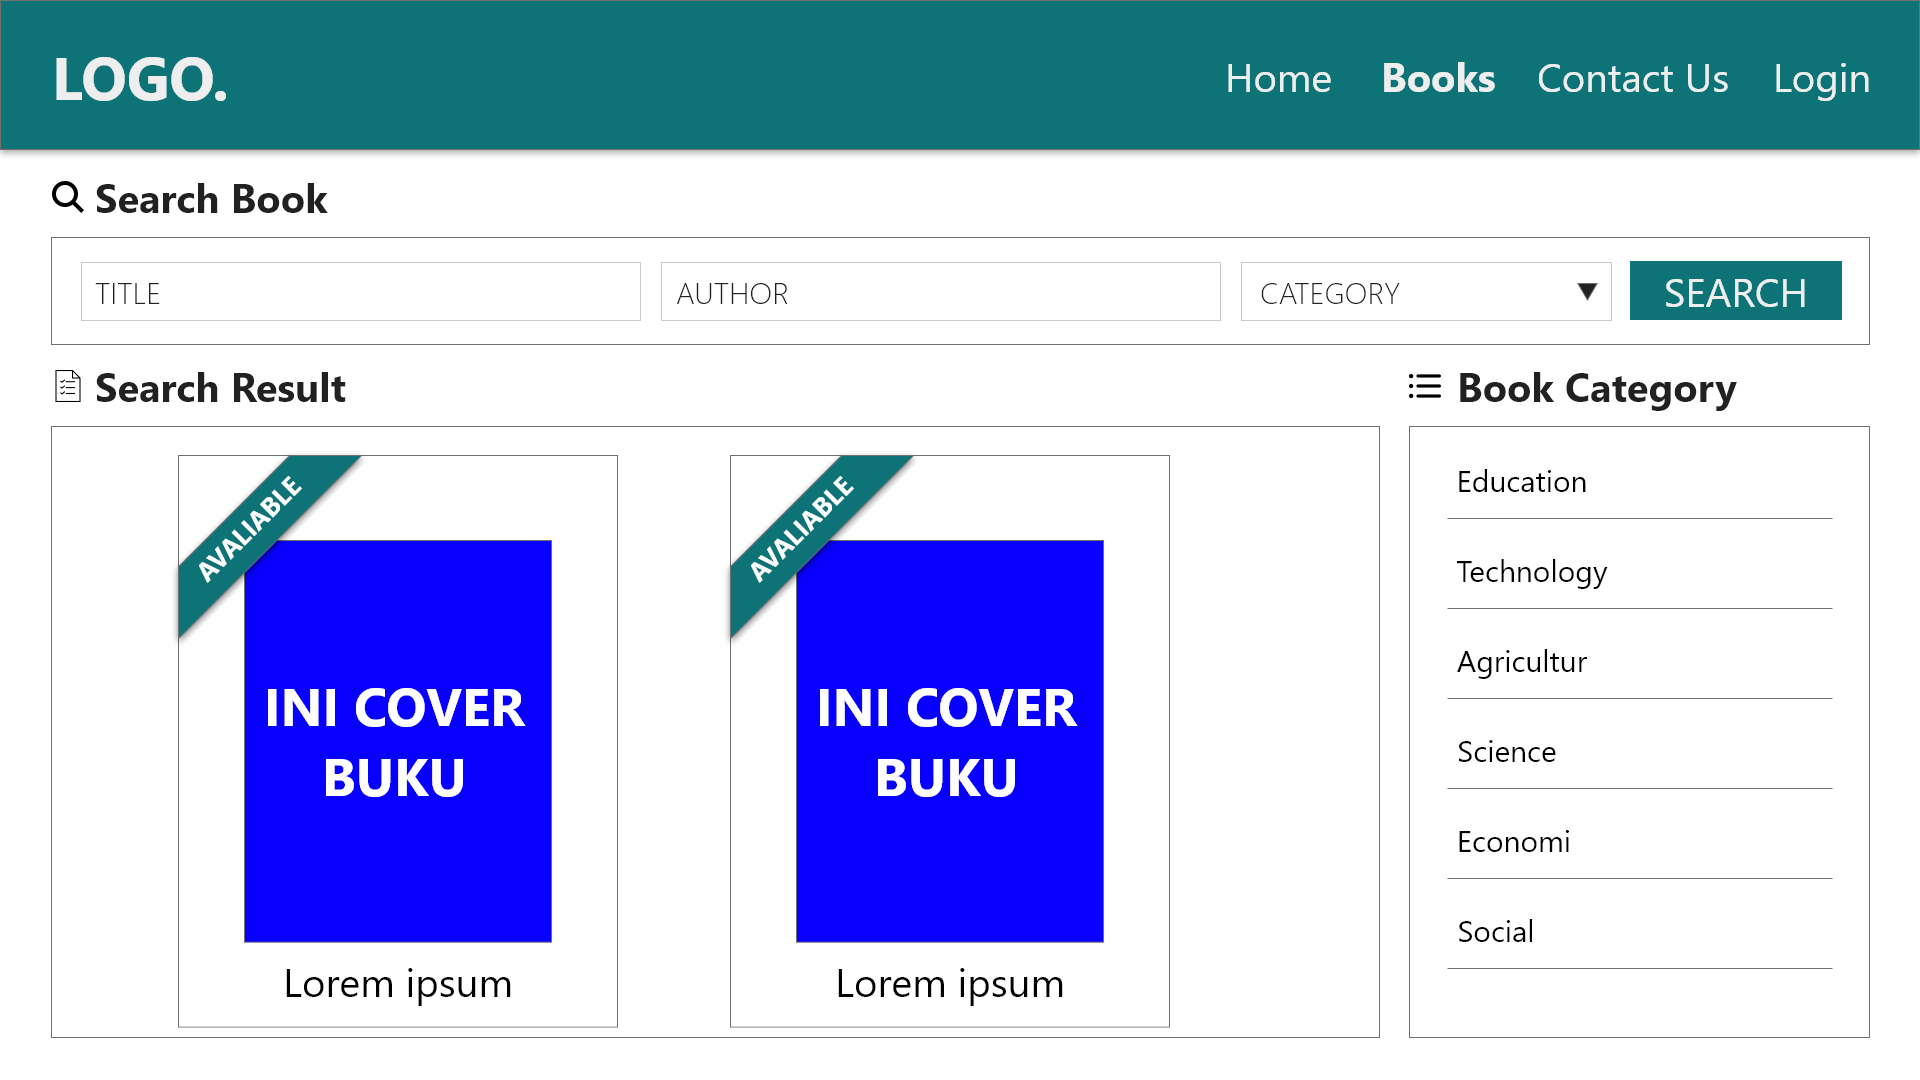 LOGO.
Home Books Contact Us Login
Search Book
TITLE AUTHOR CATEGORY SEARCH
Search Result
AVALIABLE
INI COVER
BUKU
Lorem ipsum
AVALIABLE
INI COVER
BUKU
Lorem ipsum
Book Category
Education
Technology
Agricultur
Science
Economi
Social